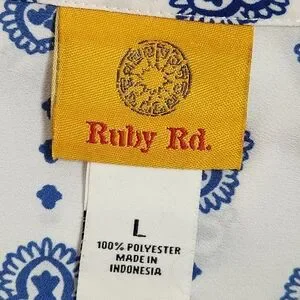 Ruby Rd.
L
100% POLYESTER
MADE IN
INDONESIA